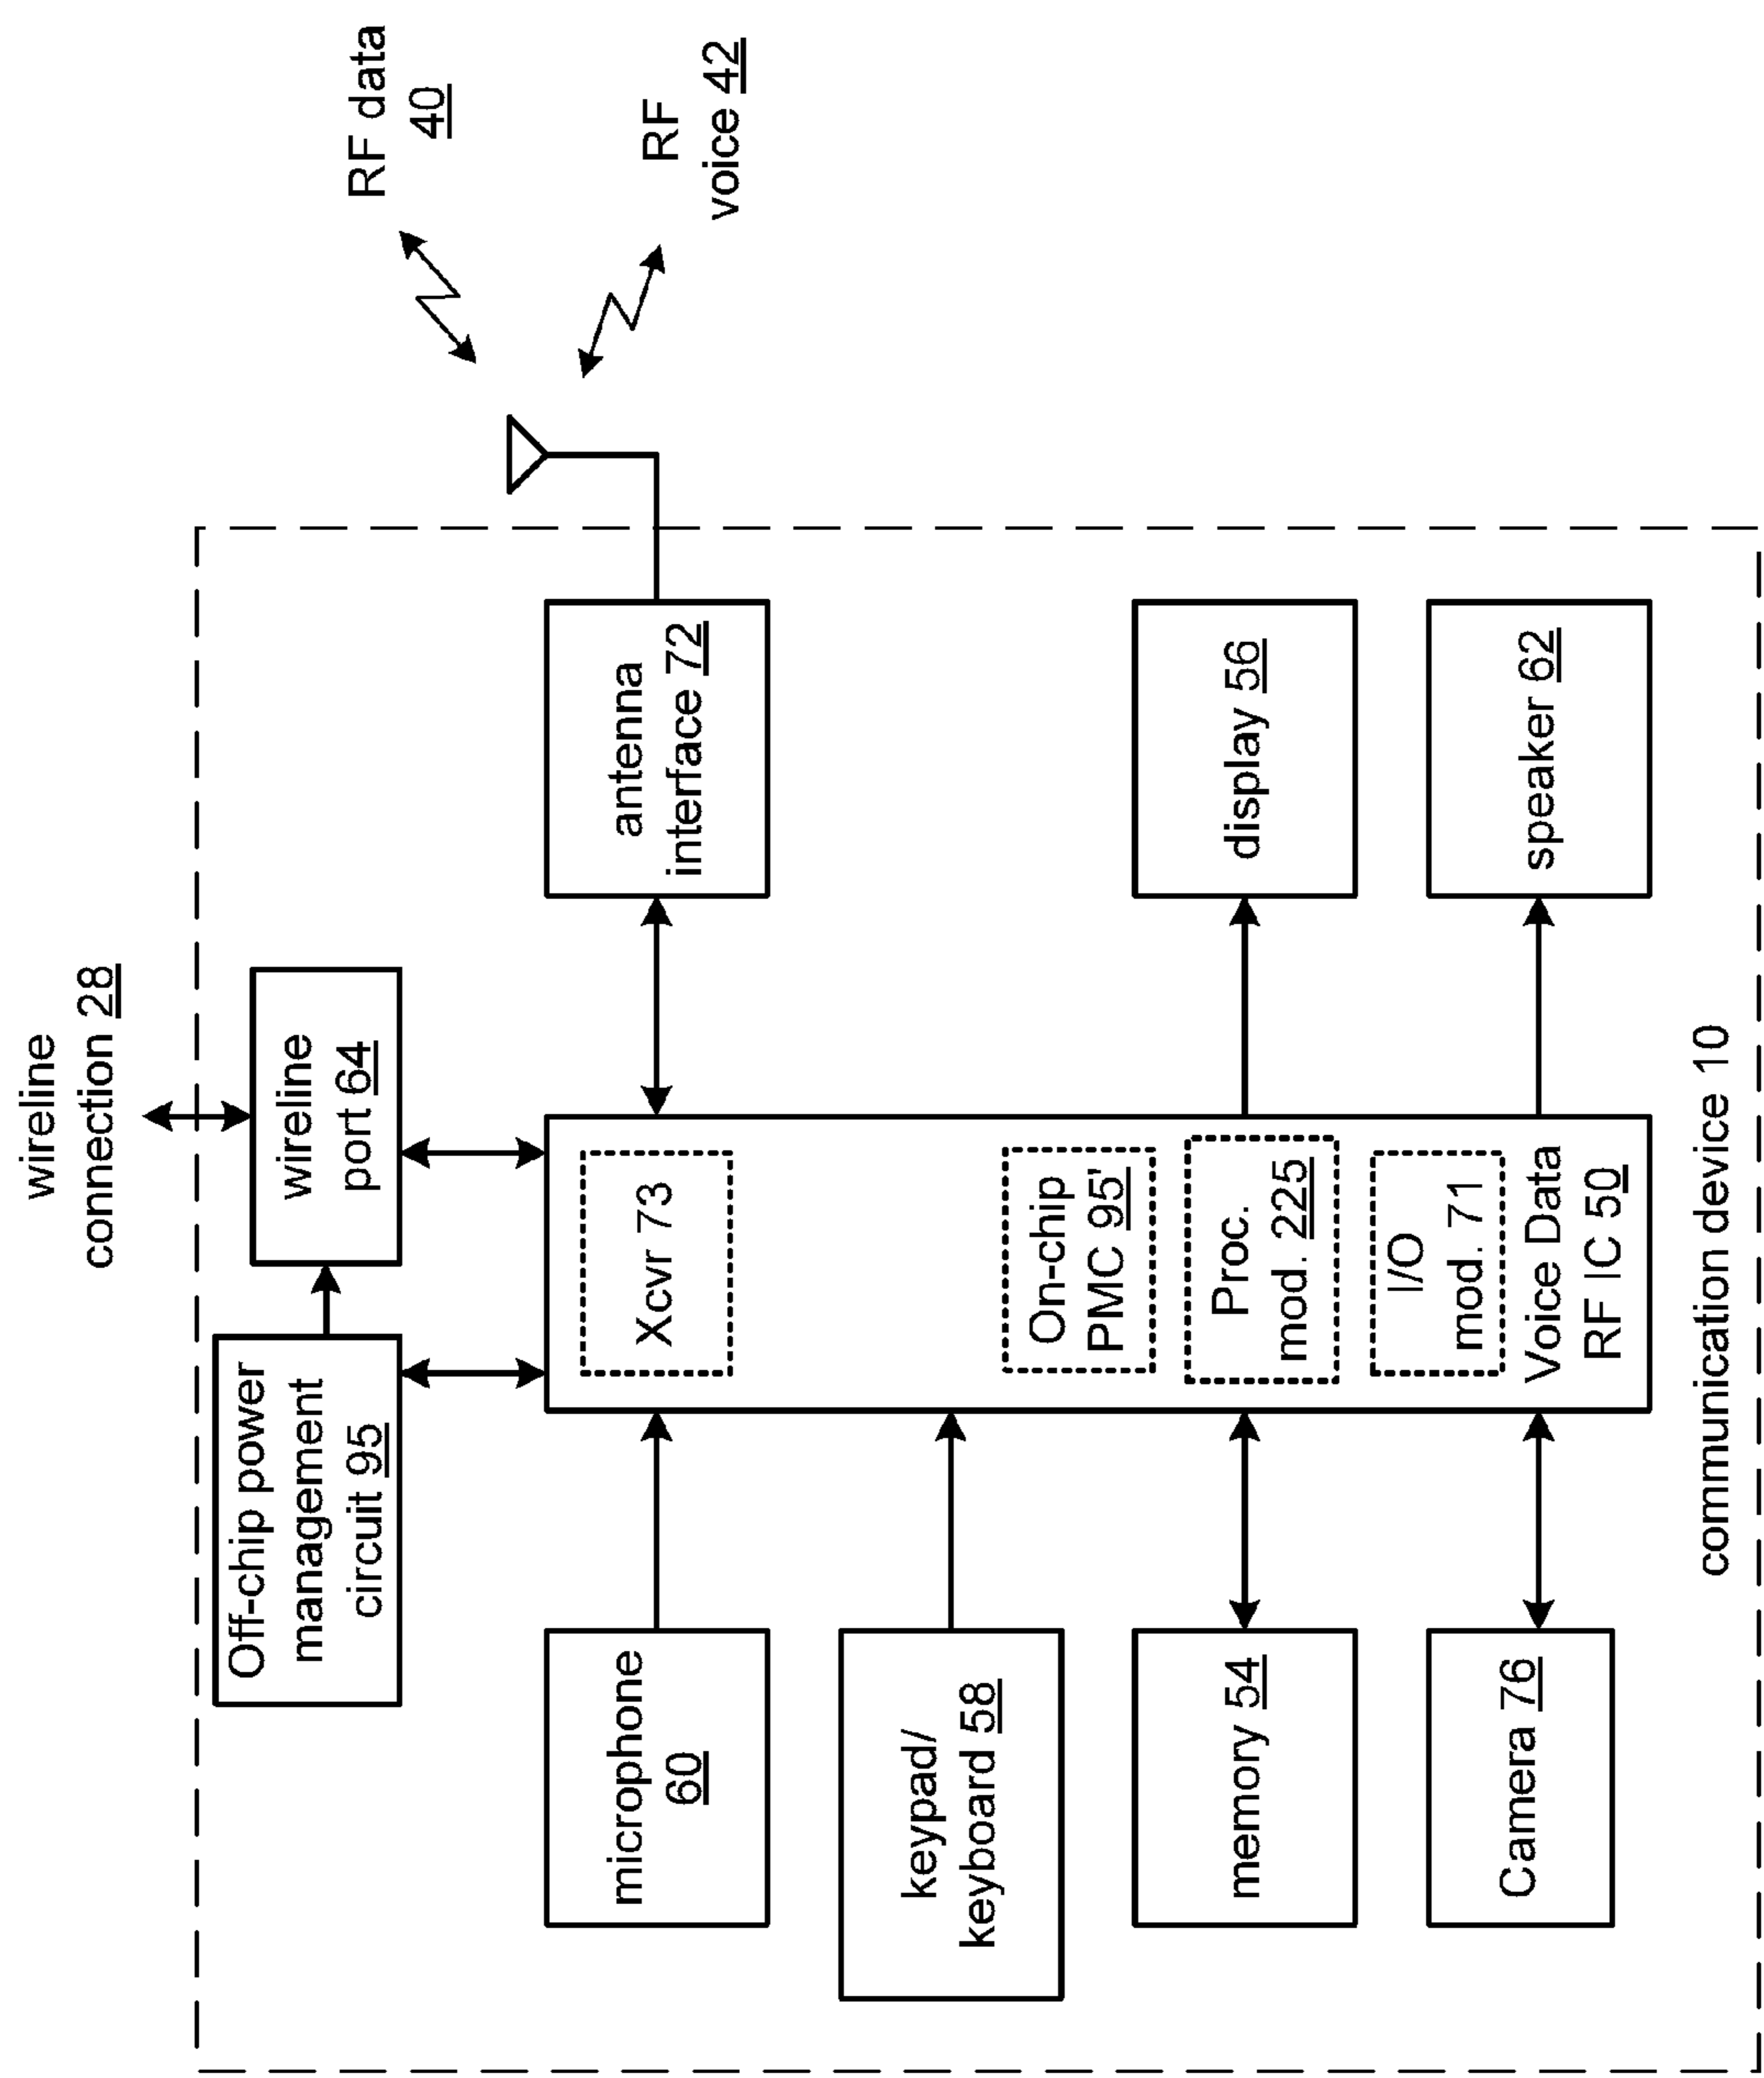 wireline
connection 28
RF data
40
RF
voice 42
Off-chip power
management
circuit 95
wireline
port 64
microphone
60
Xcvr 73
antenna
interface 72
keypad/
keyboard 58
On-chip
PMIC 95'
memory 54
Proc.
mod. 225
display 56
I/O
mod. 71
Camera 76
Voice Data
RF IC 50
speaker 62
communication device 10